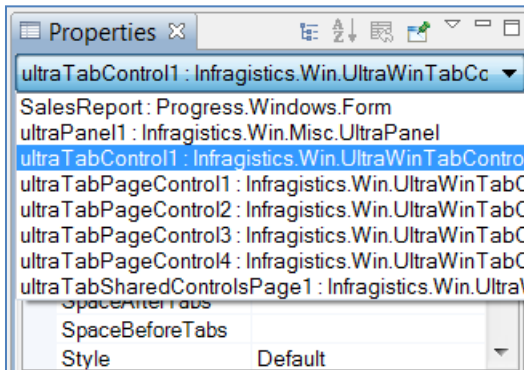 Properties
ultraTabControl1 : Infragistics.Win.UltraWinTabCc
SalesReport : Progress.Windows.Form
ultraPanel1 : Infragistics.Win.Misc.UltraPanel
ultraTabControl1 : Infragistics.Win.UltraWinTabContro
ultraTabPageControl1 : Infragistics.Win.UltraWinTabC
ultraTabPageControl2 : Infragistics.Win.UltraWinTabC
ultraTabPageControl3 : Infragistics.Win.UltraWinTabC
ultraTabPageControl4 : Infragistics.Win.UltraWinTabC
ultraTabSharedControlsPage1 : Infragistics.Win.UltraW
SpaceAfterTabs
SpaceBeforeTabs
Style Default